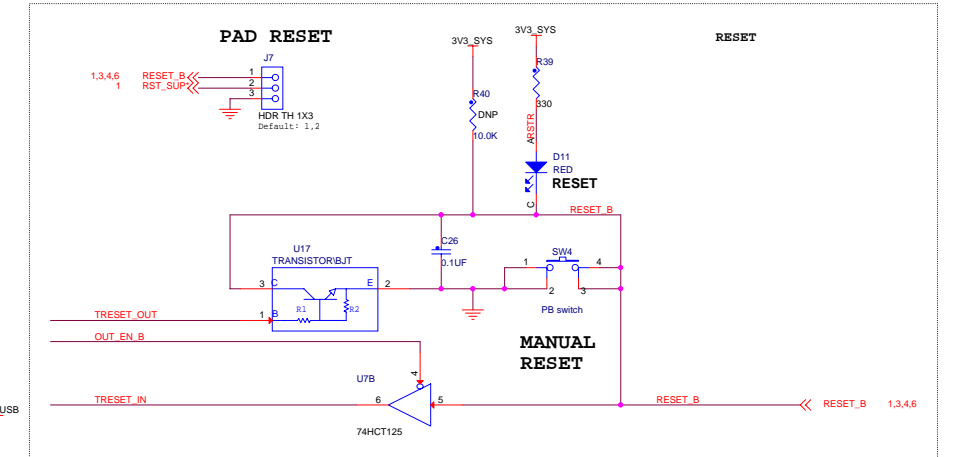 PAD RESET
RESET
3V3_SYS
3V3_SYS
J7
R39
1,3,4,6 RESET_B 1
1 RST_SUP* 2
3
R40
DNP
330
HDR TH 1X3
Default: 1,2
10.0K
RSTR
A
D11
RED
RESET
C
RESET_B
U17
TRANSISTOR\BJT
C26
0.1UF
SW4
1 4
3 C E 2
2 3
R1 R2
PB switch
TRESET_OUT 1 B
OUT_EN_B
MANUAL
RESET
4
U7B
TRESET_IN 6 5 RESET_B RESET_B 1,3,4,6
USB
74HCT125